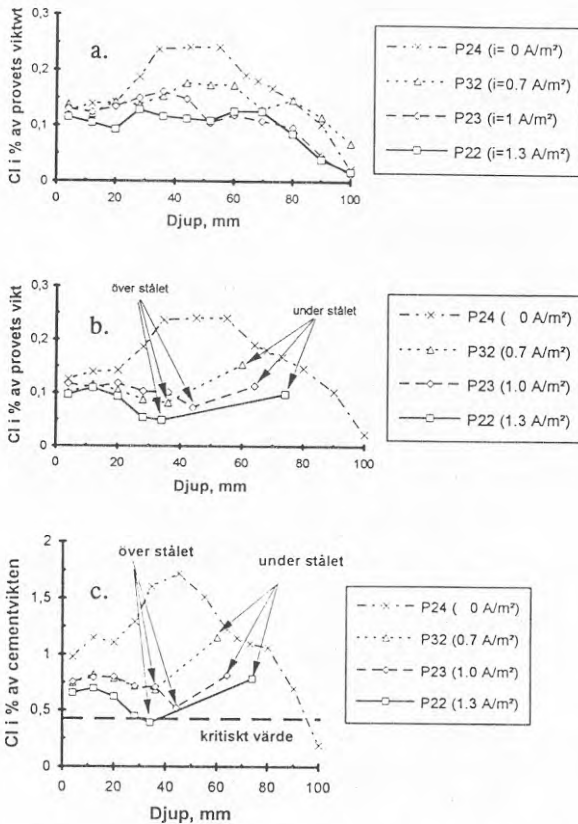 a.
Cl i % av provets viktwt
0,3
0,2
0,1
0
0 20 40 60 80 100
Djup, mm
P24 (i= 0 A/m²)
P32 (i=0.7 A/m²)
P23 (i=1 A/m²)
P22 (i=1.3 A/m²)
b.
Cl i % av provets vikt
0,3
0,2
0,1
0
0 20 40 60 80 100
Djup, mm
över stålet
under stålet
P24 ( 0 A/m²)
P32 (0.7 A/m²)
P23 (1.0 A/m²)
P22 (1.3 A/m²)
c.
Cl i % av cementvikten
2
1,5
1
0,5
0
0 20 40 60 80 100
Djup, mm
över stålet
under stålet
kritiskt värde
P24 ( 0 A/m²)
P32 (0.7 A/m²)
P23 (1.0 A/m²)
P22 (1.3 A/m²)